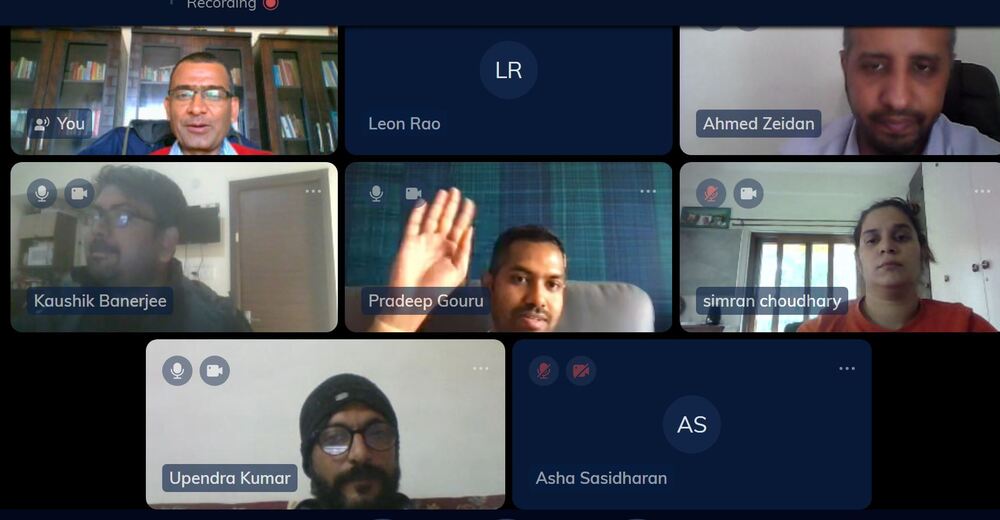 Recording
You
LR
Leon Rao
Ahmed Zeidan
Kaushik Banerjee
Pradeep Gouru
simran choudhary
Upendra Kumar
AS
Asha Sasidharan